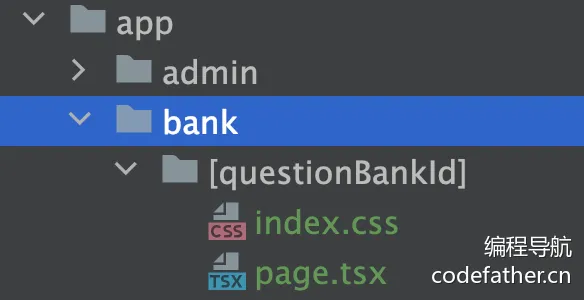 app
admin
bank
[questionBankId]
CSS index.css
TSX page.tsx
编程导航
codefather.cn